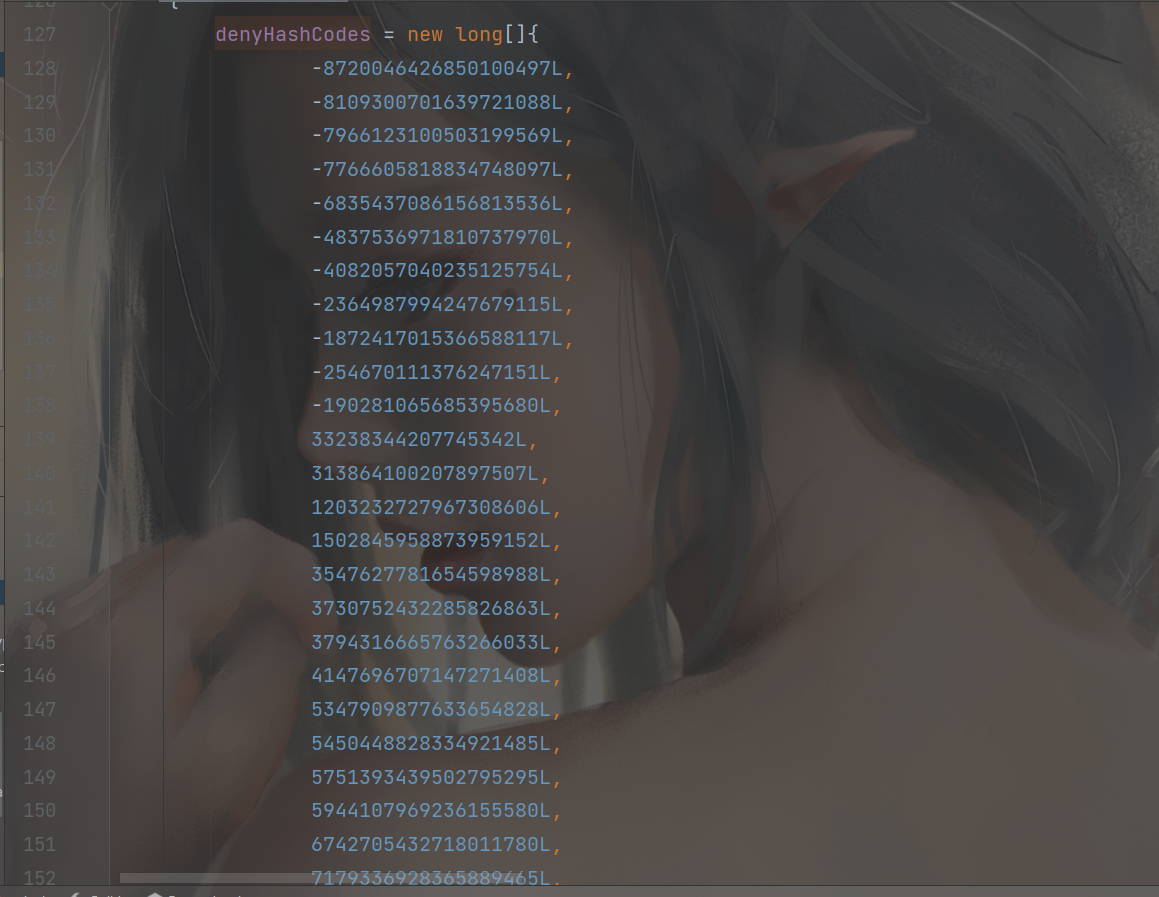 127 denyHashCodes = new long[]{
128 -8720046426850100497L,
129 -8109300701639721088L,
130 -7966123100503199569L,
131 -7766605818834748097L,
132 -6835437086156813536L,
133 -4837536971810737970L,
134 -4082057040235125754L,
135 -2364987994247679115L,
136 -1872417015366588117L,
137 -254670111376247151L,
138 -190281065685395680L,
139 33238344207745342L,
140 313864100207897507L,
141 1203232727967308606L,
142 1502845958873959152L,
143 3547627781654598988L,
144 3730752432285826863L,
145 3794316665763266033L,
146 4147696707147271408L,
147 5347909877633654828L,
148 5450448828334921485L,
149 5751393439502795295L,
150 5944107969236155580L,
151 6742705432718011780L,
152 7179336928365889465L,